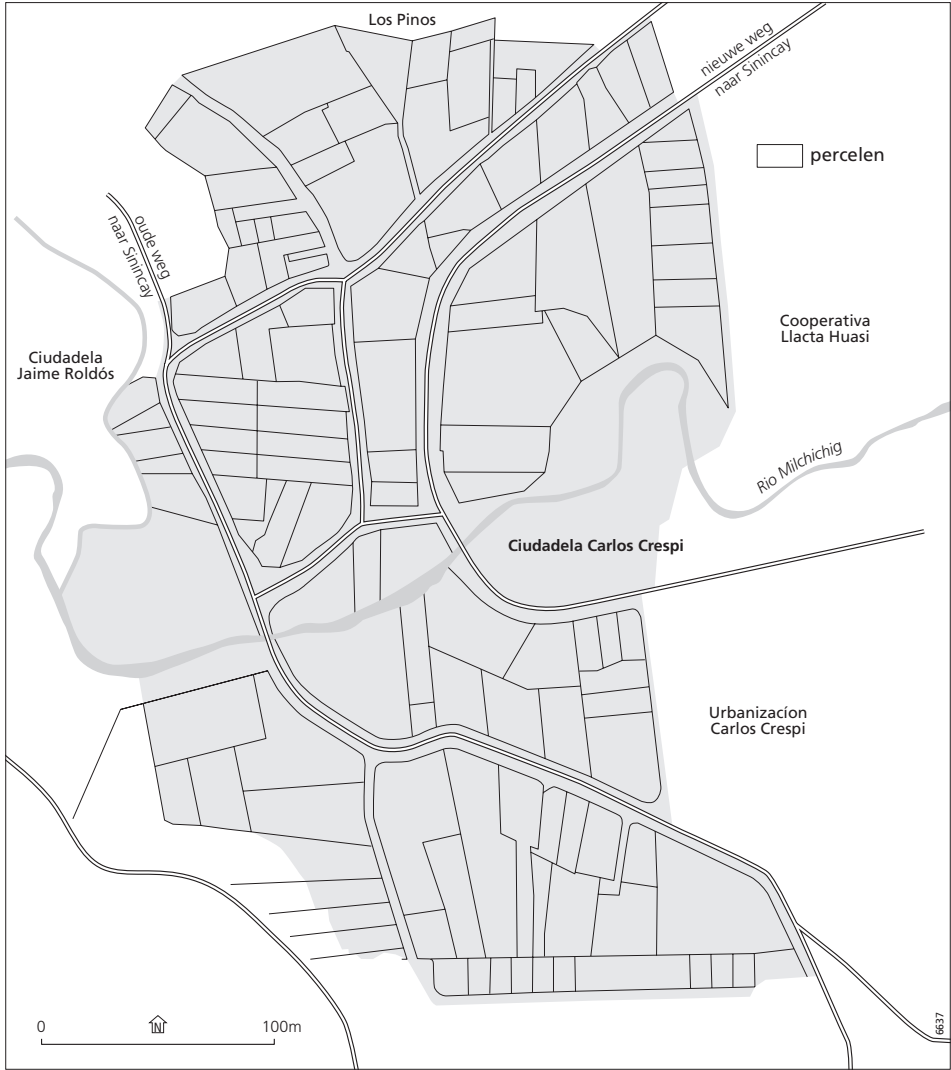 Los Pinos
nieuwe weg
naar Sinincay
percelen
oude weg
naar Sinincay
Cooperativa
Llacta Huasi
Ciudadela
Jaime Roldós
Rio Milchichig
Ciudadela Carlos Crespi
Urbanizacíon
Carlos Crespi
0 N 100m
6637